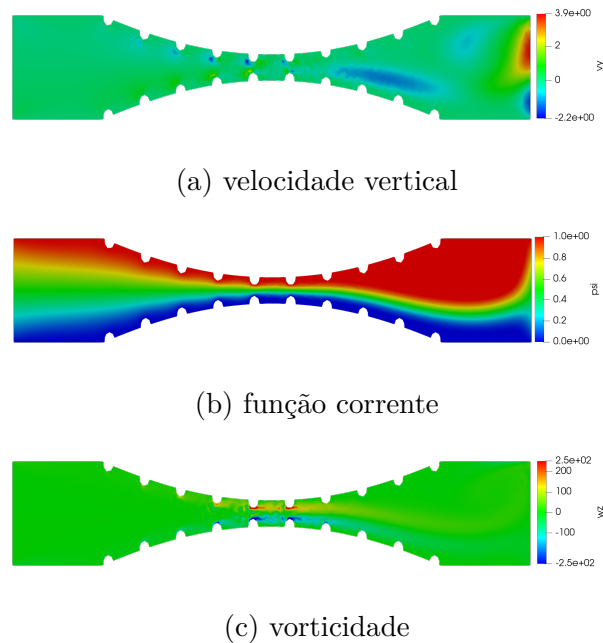 3.9e+00
2
0
-2.2e+00
vy
(a) velocidade vertical
1.0e+00
0.8
0.6
0.4
0.2
0.0e+00
psi
(b) função corrente
2.5e+02
200
100
0
-100
-2.5e+02
wz
(c) vorticidade